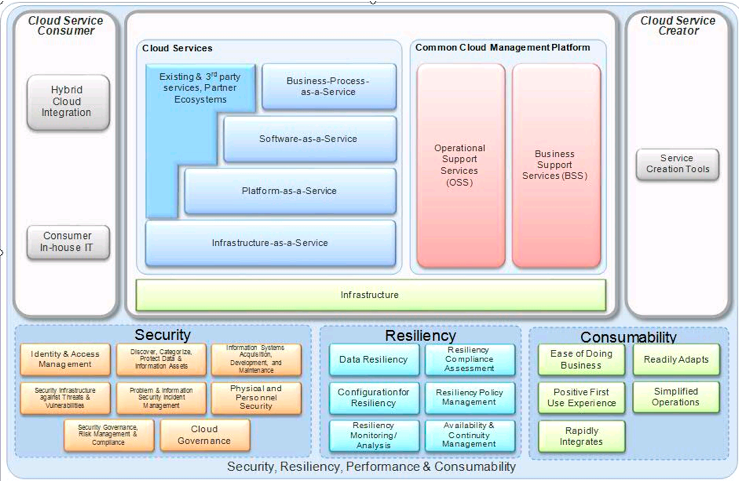 Cloud Service
Consumer
Hybrid
Cloud
Integration
Consumer
In-house IT
Cloud Services
Existing & 3rd party
services, Partner
Ecosystems
Business-Process-
as-a-Service
Software-as-a-Service
Platform-as-a-Service
Infrastructure-as-a-Service
Common Cloud Management Platform
Operational
Support
Services
(OSS)
Business
Support
Services (BSS)
Infrastructure
Cloud Service
Creator
Service
Creation Tools
Security
Identity & Access
Management
Discover, Categorize,
Protect Data &
Information Assets
Information Systems
Acquisition,
Development, and
Maintenance
Security Infrastructure
against Threats &
Vulnerabilities
Problem & Information
Security Incident
Management
Physical and
Personnel
Security
Security Governance,
Risk Management &
Compliance
Cloud
Governance
Resiliency
Data Resiliency
Resiliency
Compliance
Assessment
Configuration for
Resiliency
Resiliency Policy
Management
Resiliency
Monitoring/
Analysis
Availability &
Continuity
Management
Consumability
Ease of Doing
Business
Readily Adapts
Positive First
Use Experience
Simplified
Operations
Rapidly
Integrates
Security, Resiliency, Performance & Consumability